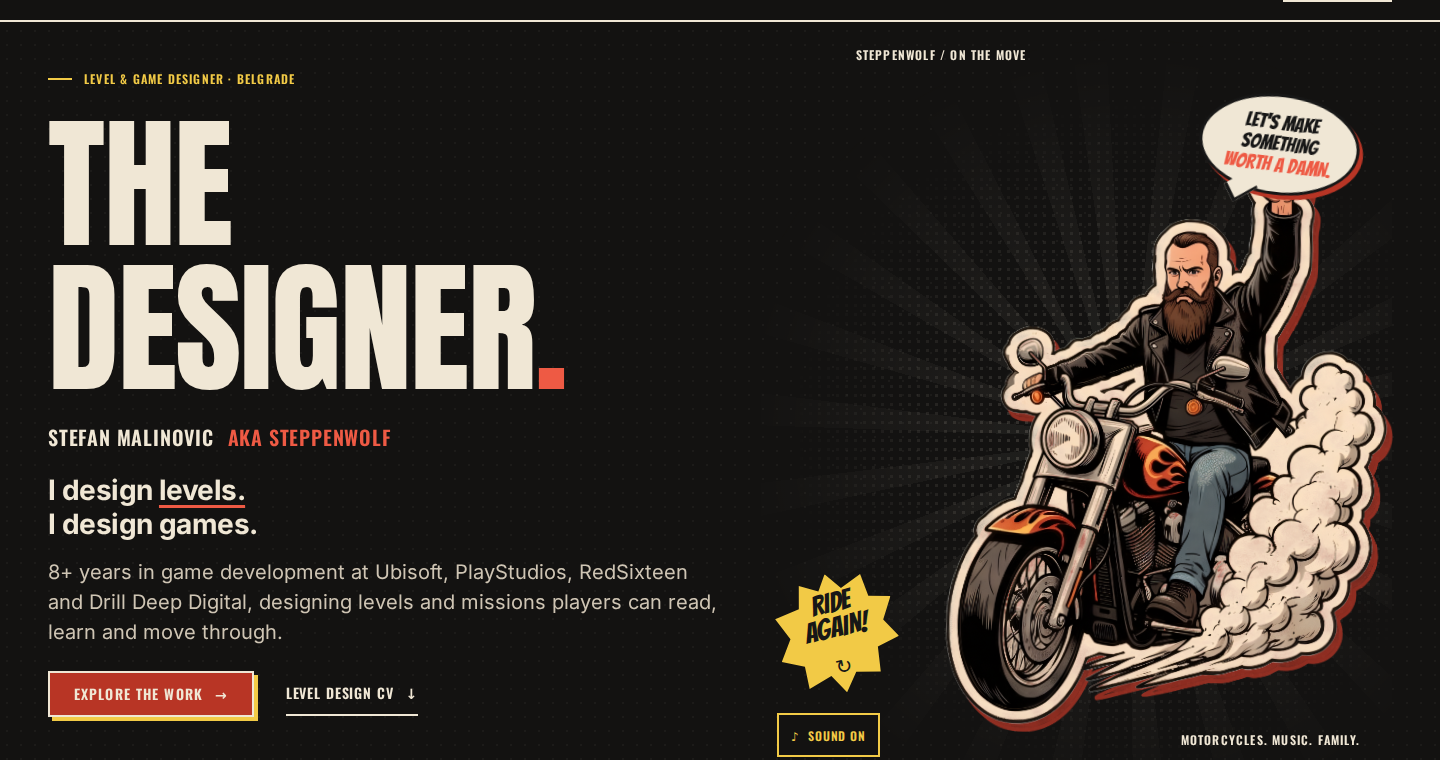 STEPPENWOLF / ON THE MOVE
LEVEL & GAME DESIGNER · BELGRADE
THE
DESIGNER.
STEFAN MALINOVIC AKA STEPPENWOLF
I design levels.
I design games.
8+ years in game development at Ubisoft, PlayStudios, RedSixteen
and Drill Deep Digital, designing levels and missions players can read,
learn and move through.
EXPLORE THE WORK →
LEVEL DESIGN CV ↓
LET'S MAKE
SOMETHING
WORTH A DAMN.
RIDE
AGAIN!
↻
♪ SOUND ON
MOTORCYCLES. MUSIC. FAMILY.